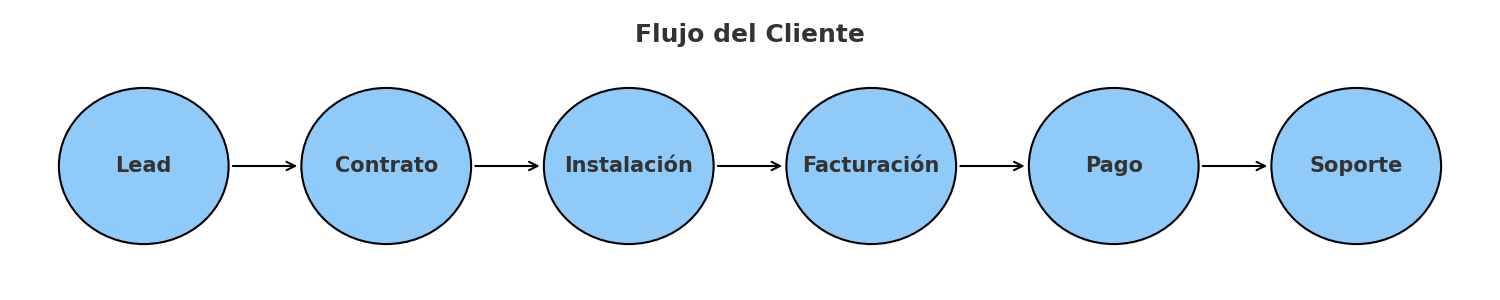 Flujo del Cliente
Lead
Contrato
Instalación
Facturación
Pago
Soporte